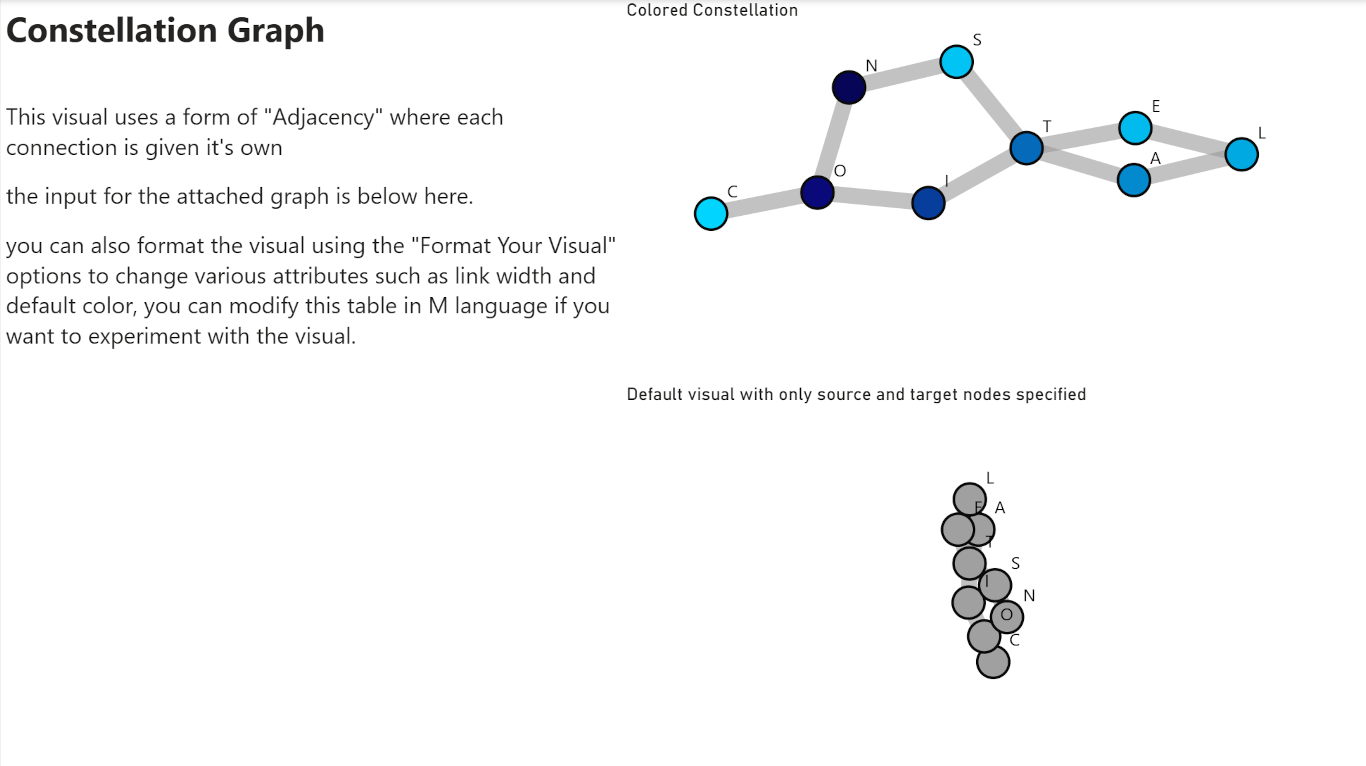 Constellation Graph
This visual uses a form of "Adjacency" where each
connection is given it's own
the input for the attached graph is below here.
you can also format the visual using the "Format Your Visual"
options to change various attributes such as link width and
default color, you can modify this table in M language if you
want to experiment with the visual.
Colored Constellation
S
N
E
T
L
A
O
I
C
Default visual with only source and target nodes specified
L
E
A
T
S
I
N
O
C